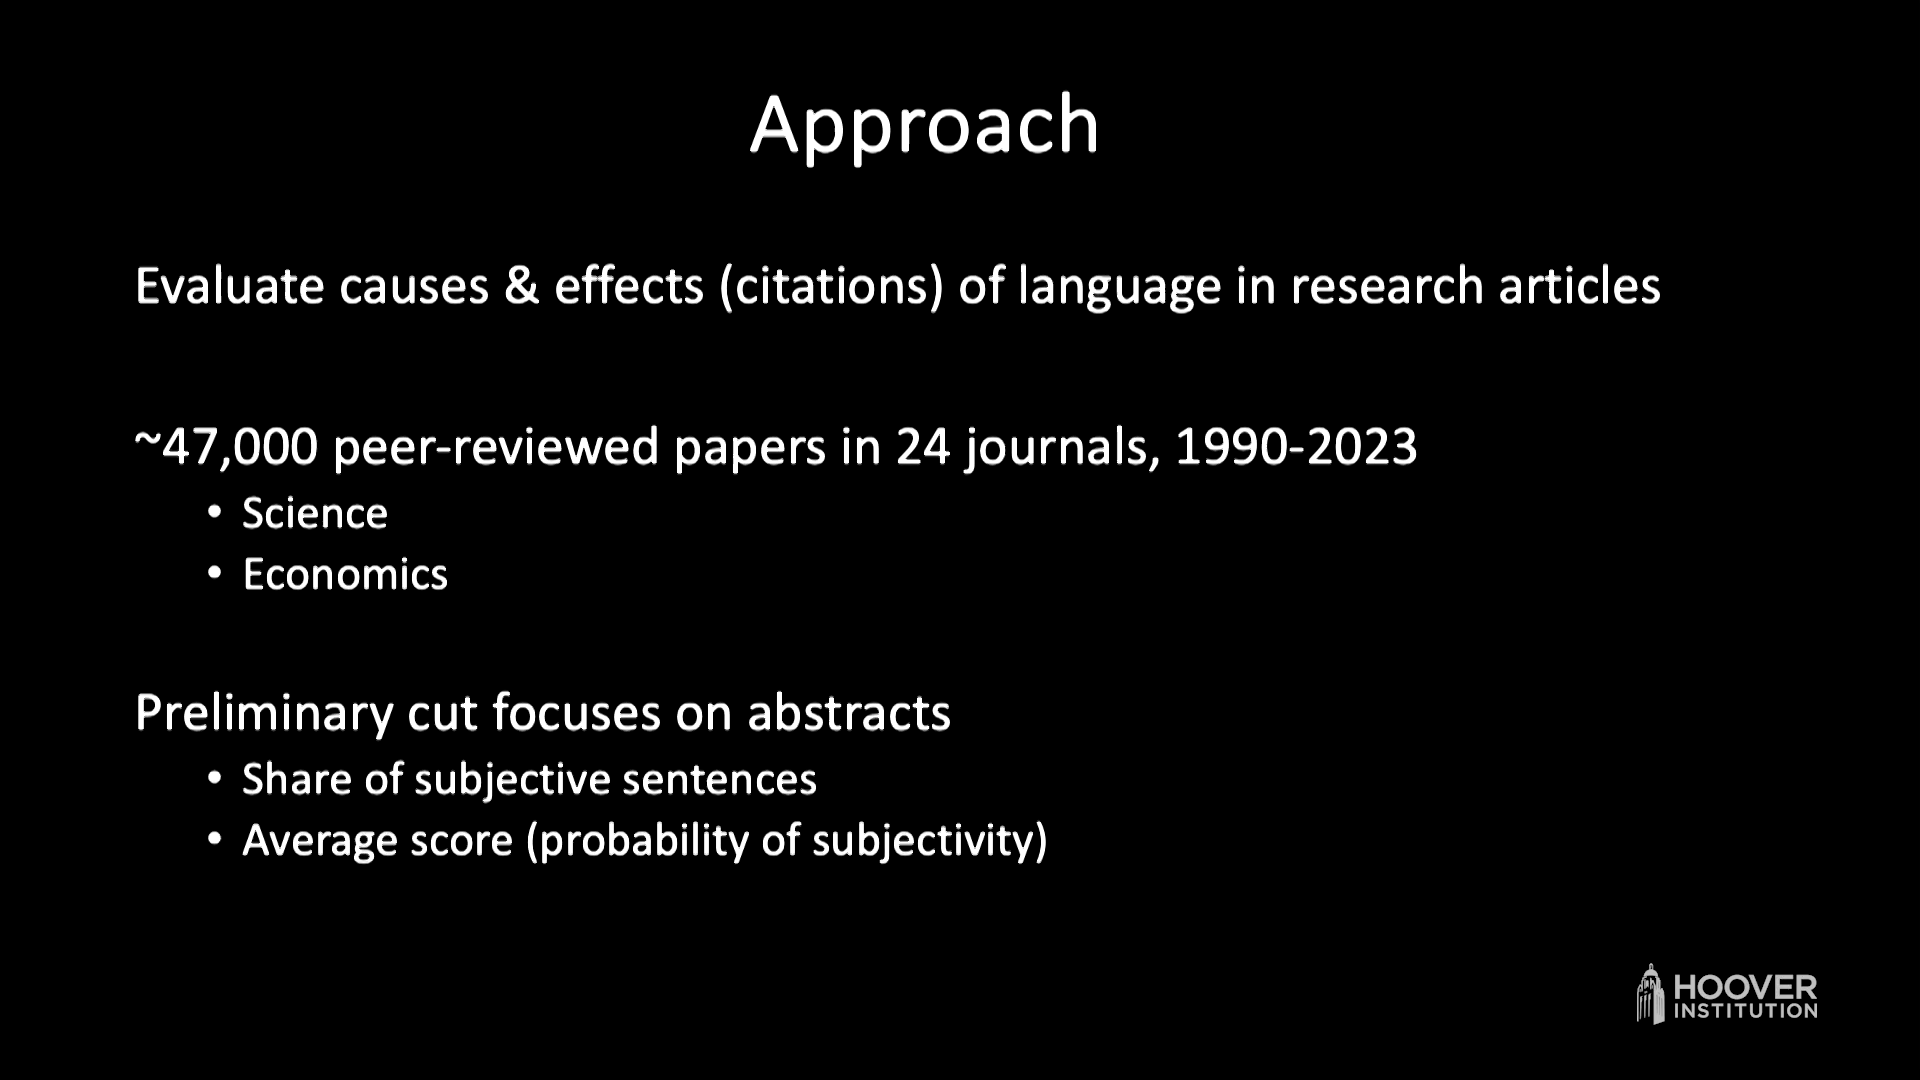 Approach
Evaluate causes & effects (citations) of language in research articles
~47,000 peer-reviewed papers in 24 journals, 1990-2023
• Science
• Economics
Preliminary cut focuses on abstracts
• Share of subjective sentences
• Average score (probability of subjectivity)
HOOVER
INSTITUTION